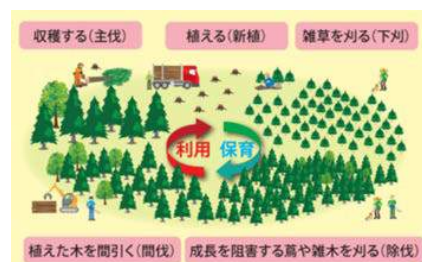 収穫する(主伐)
植える(新植)
雑草を刈る(下刈)
利用 保育
植えた木を間引く(間伐)
成長を阻害する蔦や雑木を刈る(除伐)